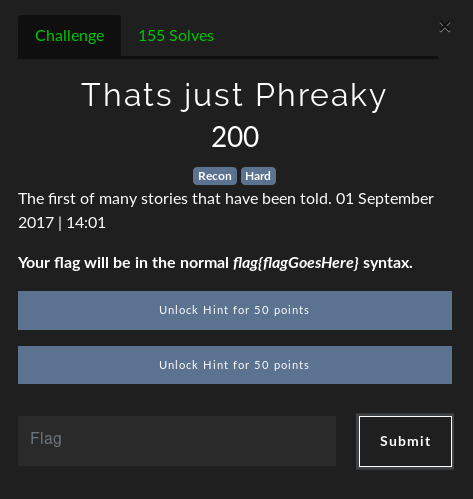 Challenge
155 Solves
×
Thats just Phreaky
200
Recon Hard
The first of many stories that have been told. 01 September
2017 | 14:01
Your flag will be in the normal flag{flagGoesHere} syntax.
Unlock Hint for 50 points
Unlock Hint for 50 points
Flag
Submit